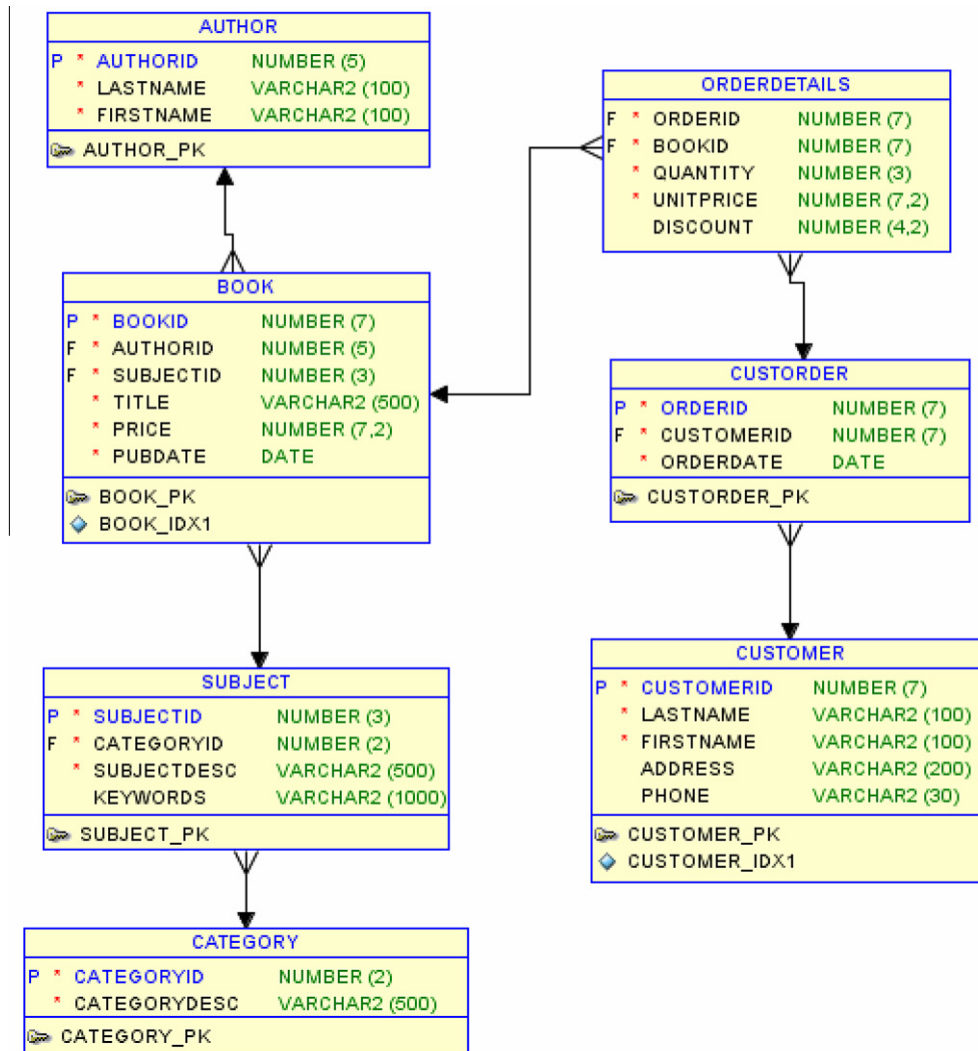 AUTHOR
P * AUTHORID NUMBER (5)
* LASTNAME VARCHAR2 (100)
* FIRSTNAME VARCHAR2 (100)
AUTHOR_PK
ORDERDETAILS
F * ORDERID NUMBER (7)
F * BOOKID NUMBER (7)
* QUANTITY NUMBER (3)
* UNITPRICE NUMBER (7,2)
DISCOUNT NUMBER (4,2)
BOOK
P * BOOKID NUMBER (7)
F * AUTHORID NUMBER (5)
F * SUBJECTID NUMBER (3)
* TITLE VARCHAR2 (500)
* PRICE NUMBER (7,2)
* PUBDATE DATE
BOOK_PK
BOOK_IDX1
CUSTORDER
P * ORDERID NUMBER (7)
F * CUSTOMERID NUMBER (7)
* ORDERDATE DATE
CUSTORDER_PK
SUBJECT
P * SUBJECTID NUMBER (3)
F * CATEGORYID NUMBER (2)
* SUBJECTDESC VARCHAR2 (500)
KEYWORDS VARCHAR2 (1000)
SUBJECT_PK
CUSTOMER
P * CUSTOMERID NUMBER (7)
* LASTNAME VARCHAR2 (100)
* FIRSTNAME VARCHAR2 (100)
ADDRESS VARCHAR2 (200)
PHONE VARCHAR2 (30)
CUSTOMER_PK
CUSTOMER_IDX1
CATEGORY
P * CATEGORYID NUMBER (2)
* CATEGORYDESC VARCHAR2 (500)
CATEGORY_PK